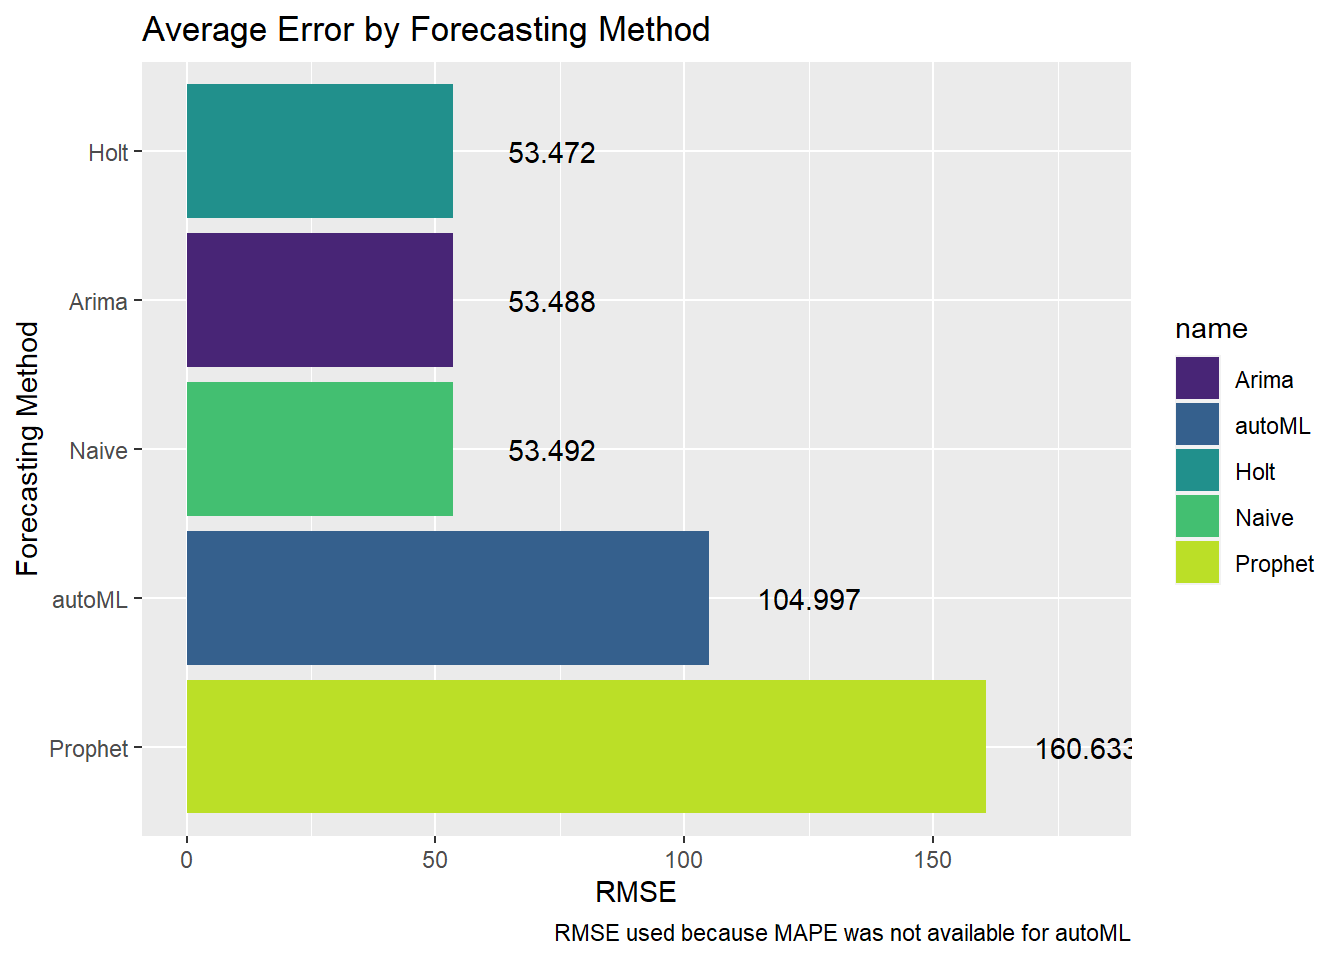 Average Error by Forecasting Method
Forecasting Method
Holt
53.472
Arima
53.488
Naive
53.492
autoML
104.997
Prophet
160.633
0
50
100
150
RMSE
RMSE used because MAPE was not available for autoML
name
Arima
autoML
Holt
Naive
Prophet